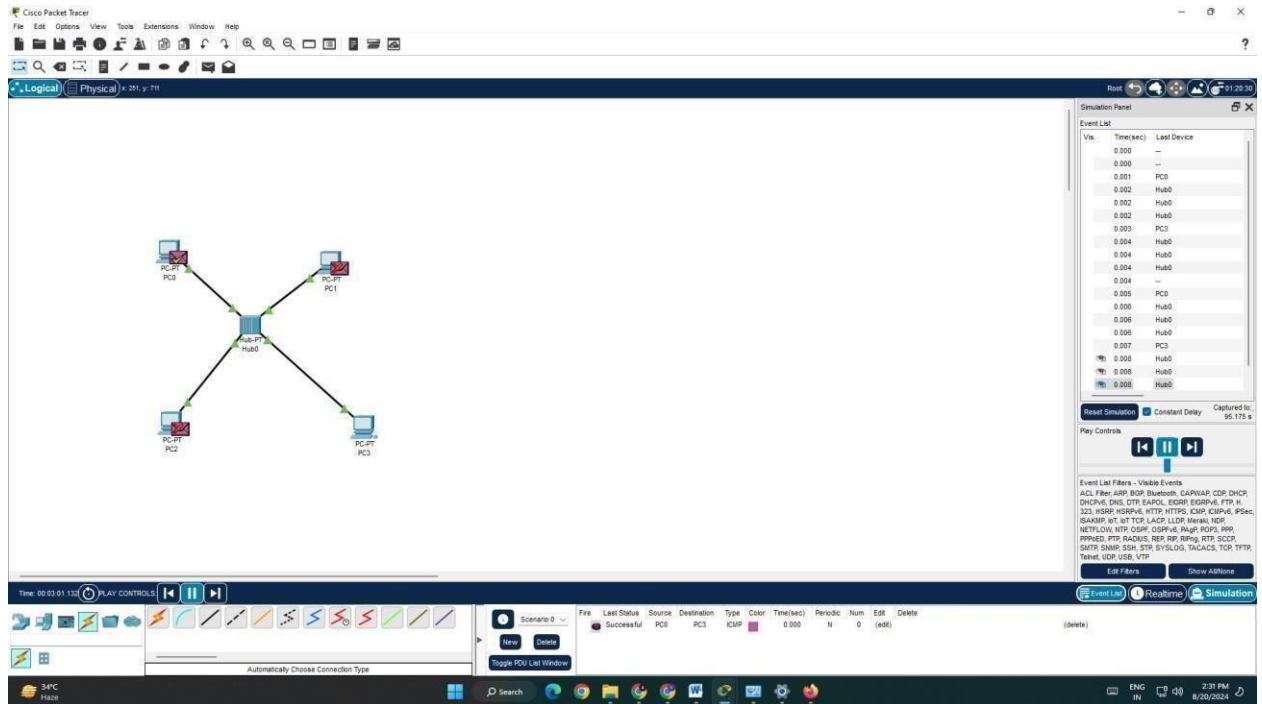 Cisco Packet Tracer
File Edit Options View Tools Extensions Window Help
?
Logical Physical x: 251, y: 711 Root 01:20:30
Simulation Panel
Event List
Vis. Time(sec) Last Device
0.000 --
0.000 --
0.001 PC0
0.002 Hub0
0.002 Hub0
0.002 Hub0
0.003 PC3
0.004 Hub0
0.004 Hub0
0.004 Hub0
0.004 --
0.005 PC0
0.006 Hub0
0.006 Hub0
0.006 Hub0
0.007 PC3
0.008 Hub0
0.008 Hub0
0.008 Hub0
Reset Simulation Constant Delay Captured to:
95.175 s
Play Controls
Event List Filters - Visible Events
ACL Filter, ARP, BGP, Bluetooth, CAPWAP, CDP, DHCP,
DHCPv6, DNS, DTP, EAPOL, EIGRP, EIGRPv6, FTP, H.
323, HSRP, HSRPv6, HTTP, HTTPS, ICMP, ICMPv6, IPSec,
ISAKMP, IoT, IoT TCP, LACP, LLDP, Meraki, NDP,
NETFLOW, NTP, OSPF, OSPFv6, PAgP, POP3, PPP,
PPPoED, PTP, RADIUS, REP, RIP, RIPng, RTP, SCCP,
SMTP, SNMP, SSH, STP, SYSLOG, TACACS, TCP, TFTP,
Telnet, UDP, USB, VTP
Edit Filters Show All/None
PC-PT
PC0
PC-PT
PC1
Hub-PT
Hub0
PC-PT
PC2
PC-PT
PC3
Time: 00:03:01.132 PLAY CONTROLS Event List Realtime Simulation
Scenario 0
New Delete
Toggle PDU List Window
Fire Last Status Source Destination Type Color Time(sec) Periodic Num Edit Delete
Successful PC0 PC3 ICMP 0.000 N 0 (edit) (delete)
Automatically Choose Connection Type
34°C
Haze
Search
ENG
IN
2:31 PM
8/20/2024